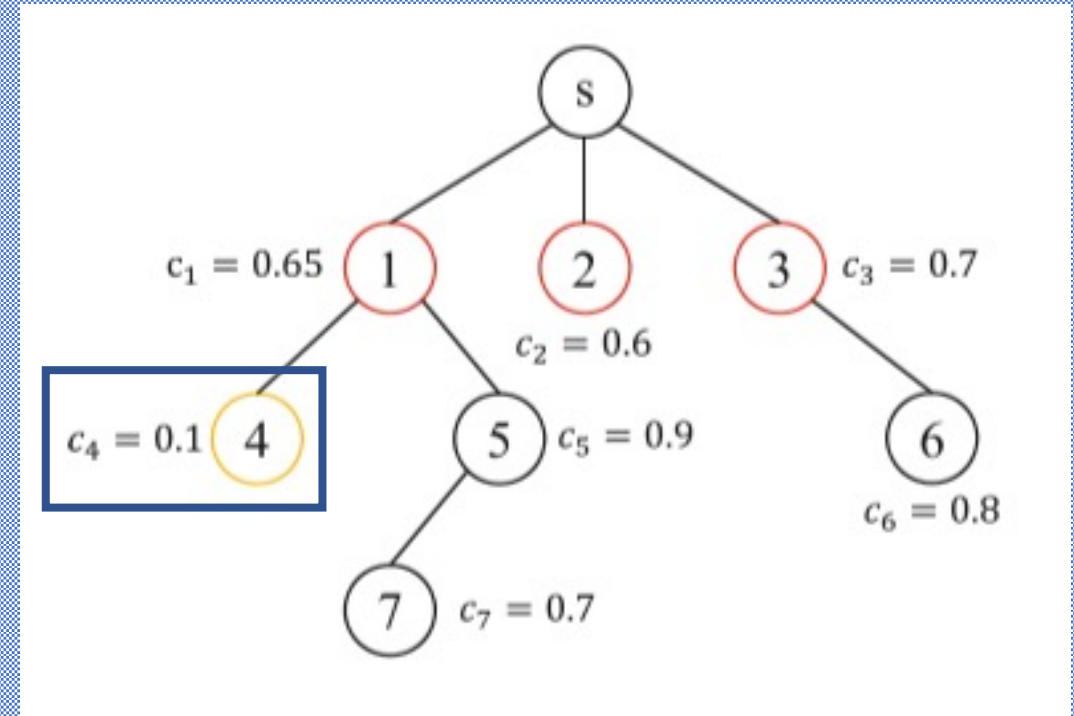 s
c₁ = 0.65 1 2 3 c₃ = 0.7
c₂ = 0.6
c₄ = 0.1 4 5 c₅ = 0.9 6
c₆ = 0.8
7 c₇ = 0.7